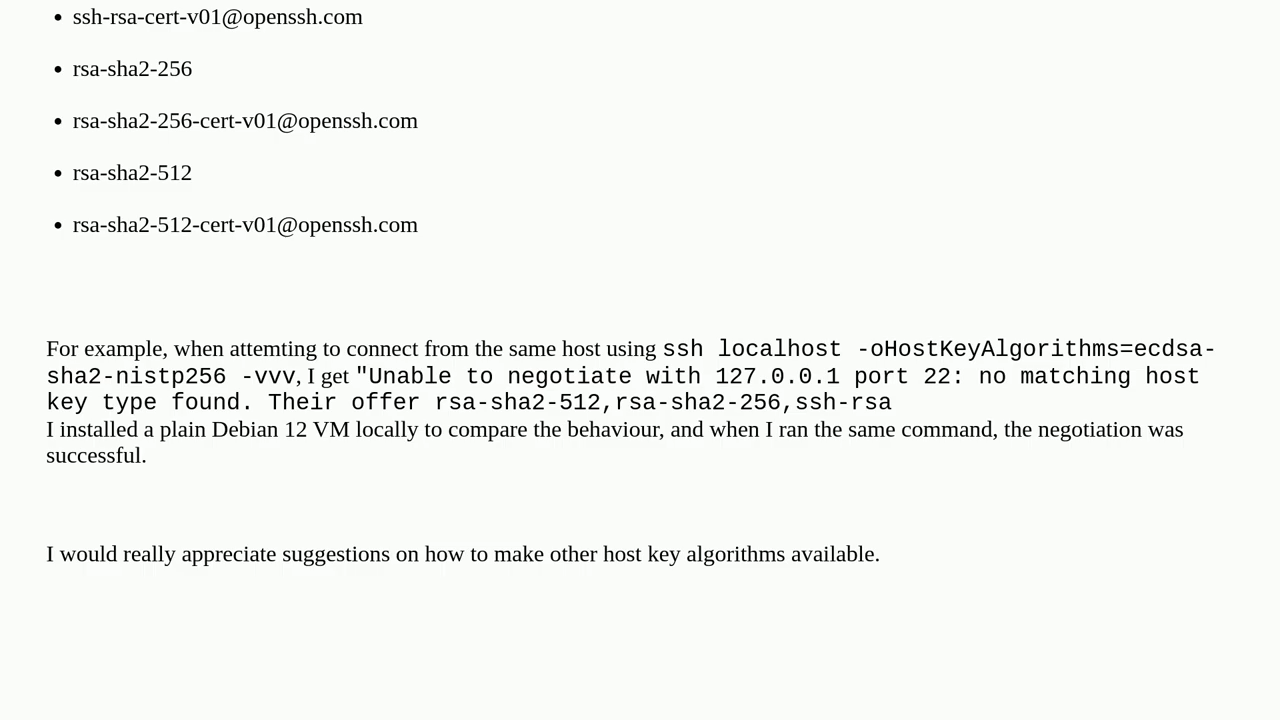 • ssh-rsa-cert-v01@openssh.com
• rsa-sha2-256
• rsa-sha2-256-cert-v01@openssh.com
• rsa-sha2-512
• rsa-sha2-512-cert-v01@openssh.com
For example, when attemting to connect from the same host using ssh localhost -oHostKeyAlgorithms=ecdsa-
sha2-nistp256 -vvv, I get "Unable to negotiate with 127.0.0.1 port 22: no matching host
key type found. Their offer rsa-sha2-512,rsa-sha2-256,ssh-rsa
I installed a plain Debian 12 VM locally to compare the behaviour, and when I ran the same command, the negotiation was
successful.
I would really appreciate suggestions on how to make other host key algorithms available.